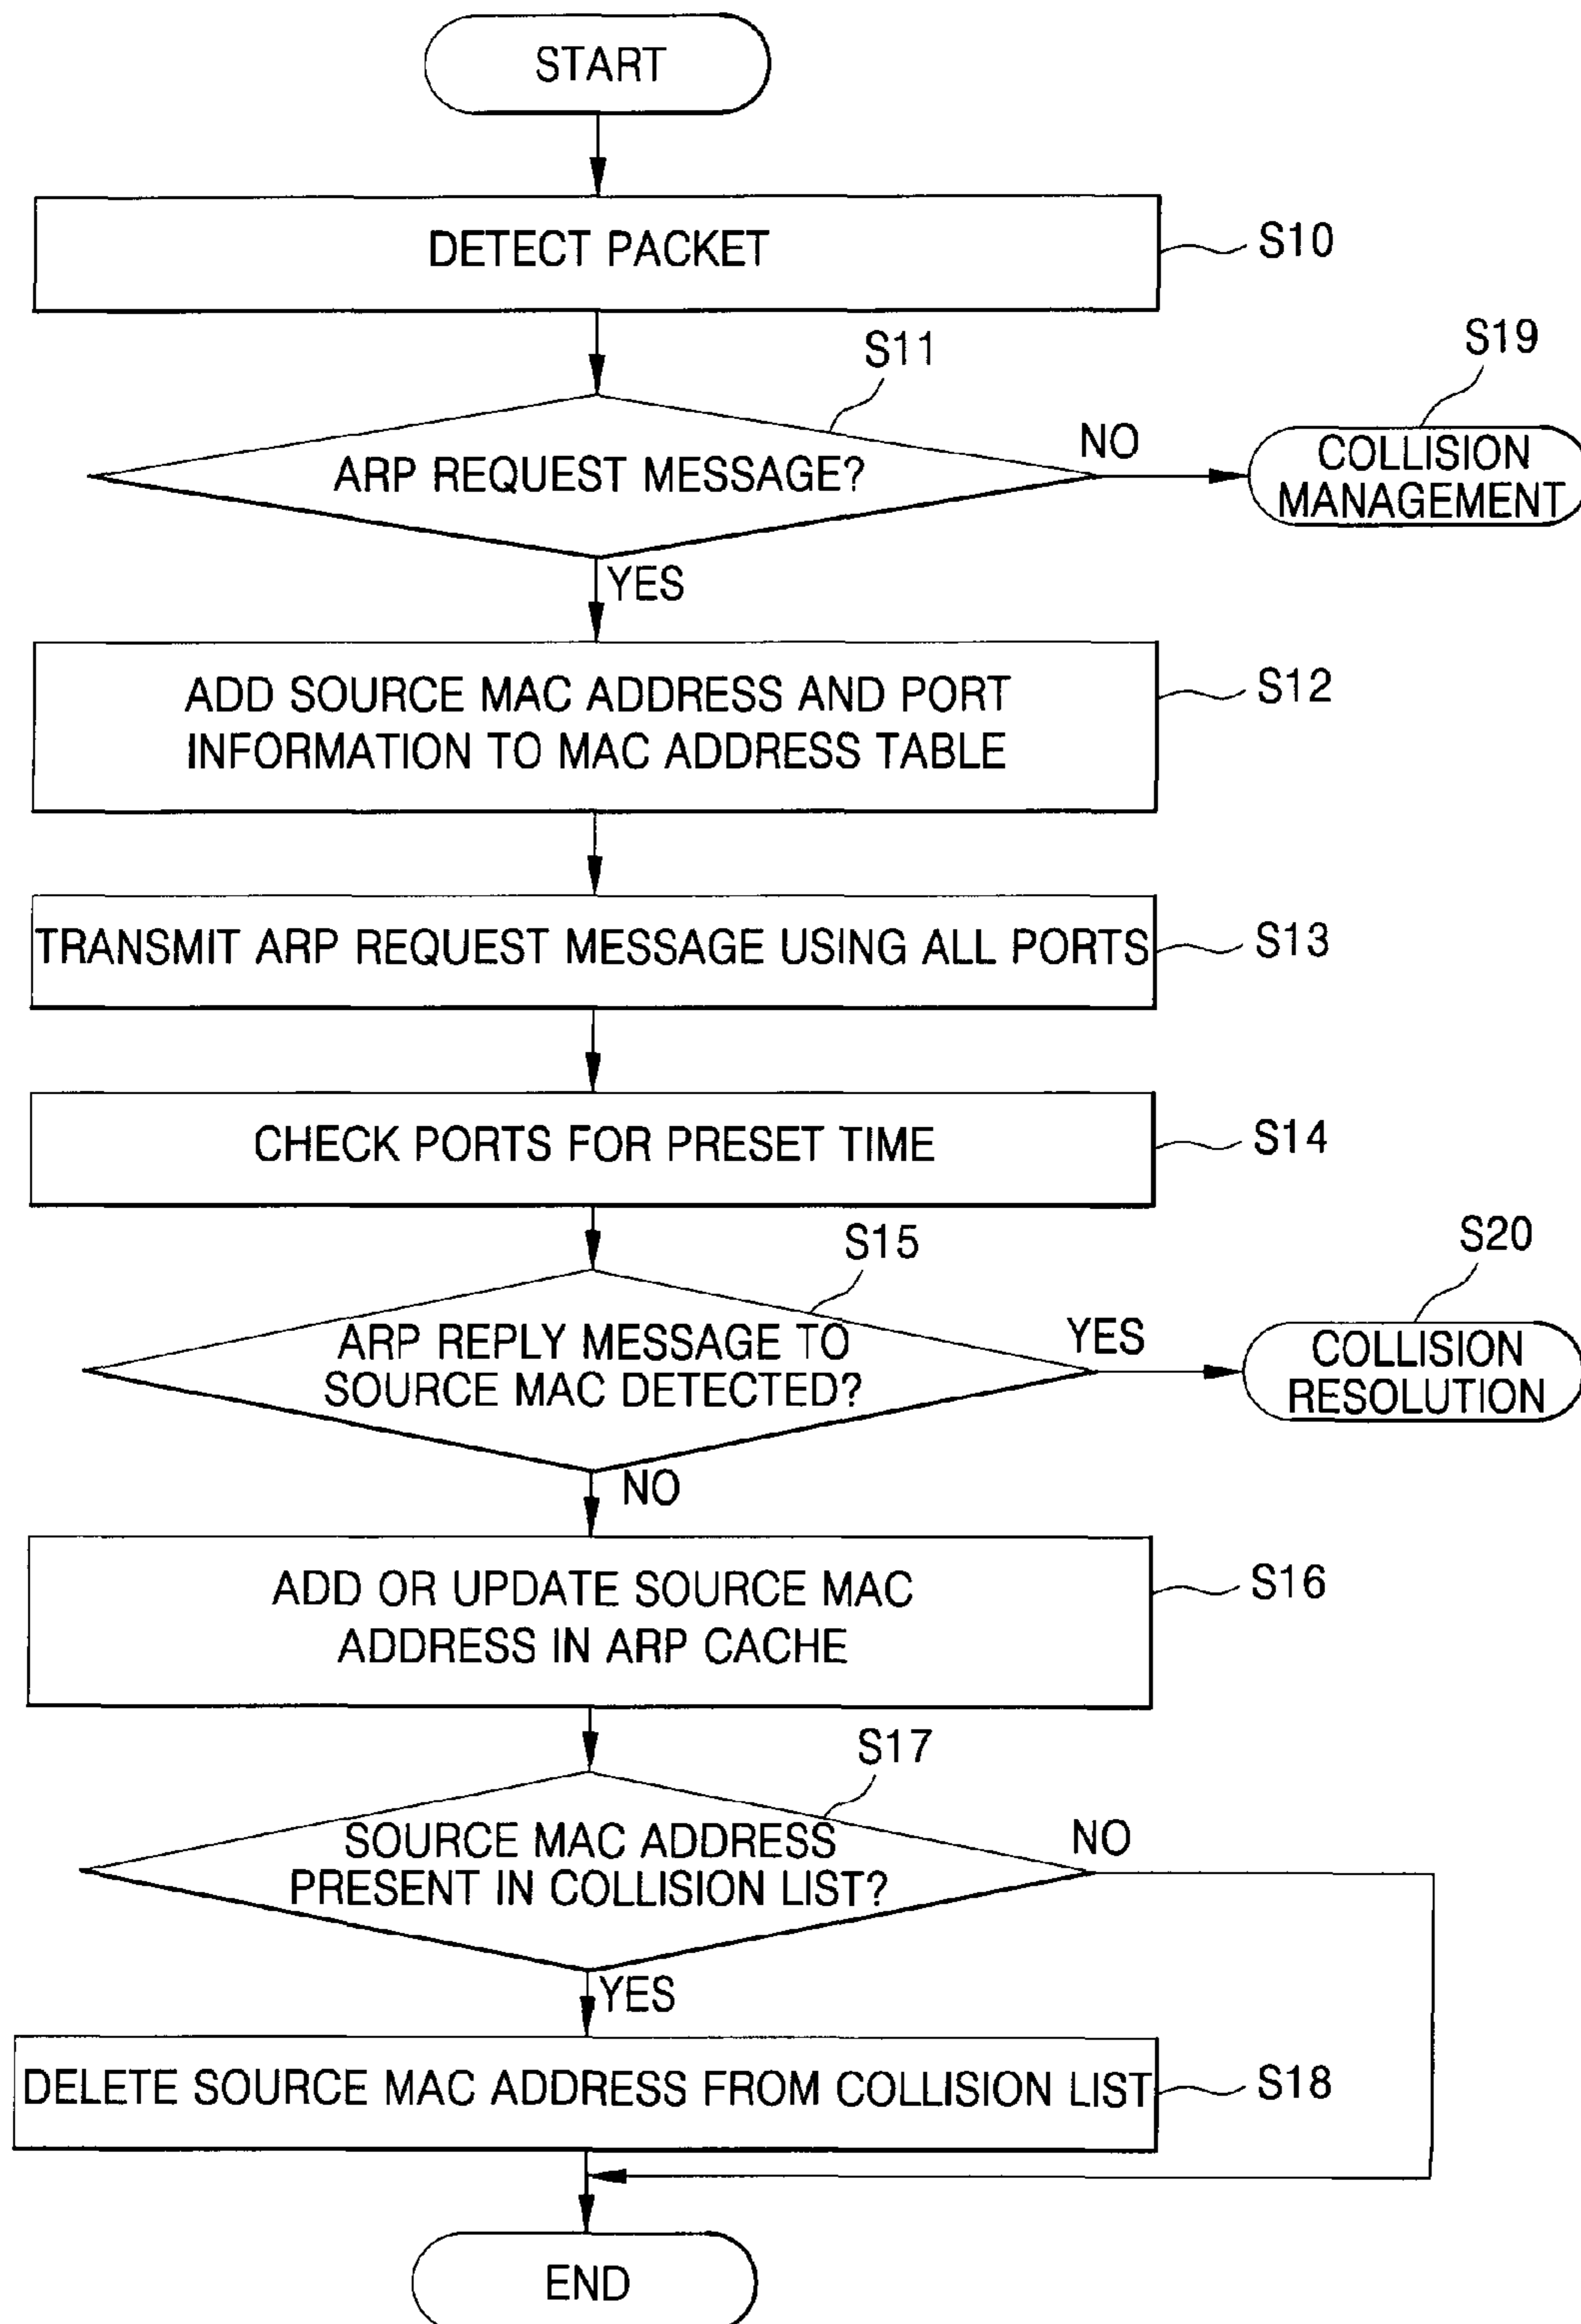 START
DETECT PACKET
S10
S11
ARP REQUEST MESSAGE?
NO
S19
COLLISION
MANAGEMENT
YES
ADD SOURCE MAC ADDRESS AND PORT
INFORMATION TO MAC ADDRESS TABLE
S12
TRANSMIT ARP REQUEST MESSAGE USING ALL PORTS
S13
CHECK PORTS FOR PRESET TIME
S14
S15
ARP REPLY MESSAGE TO
SOURCE MAC DETECTED?
YES
S20
COLLISION
RESOLUTION
NO
ADD OR UPDATE SOURCE MAC
ADDRESS IN ARP CACHE
S16
S17
SOURCE MAC ADDRESS
PRESENT IN COLLISION LIST?
NO
YES
DELETE SOURCE MAC ADDRESS FROM COLLISION LIST
S18
END